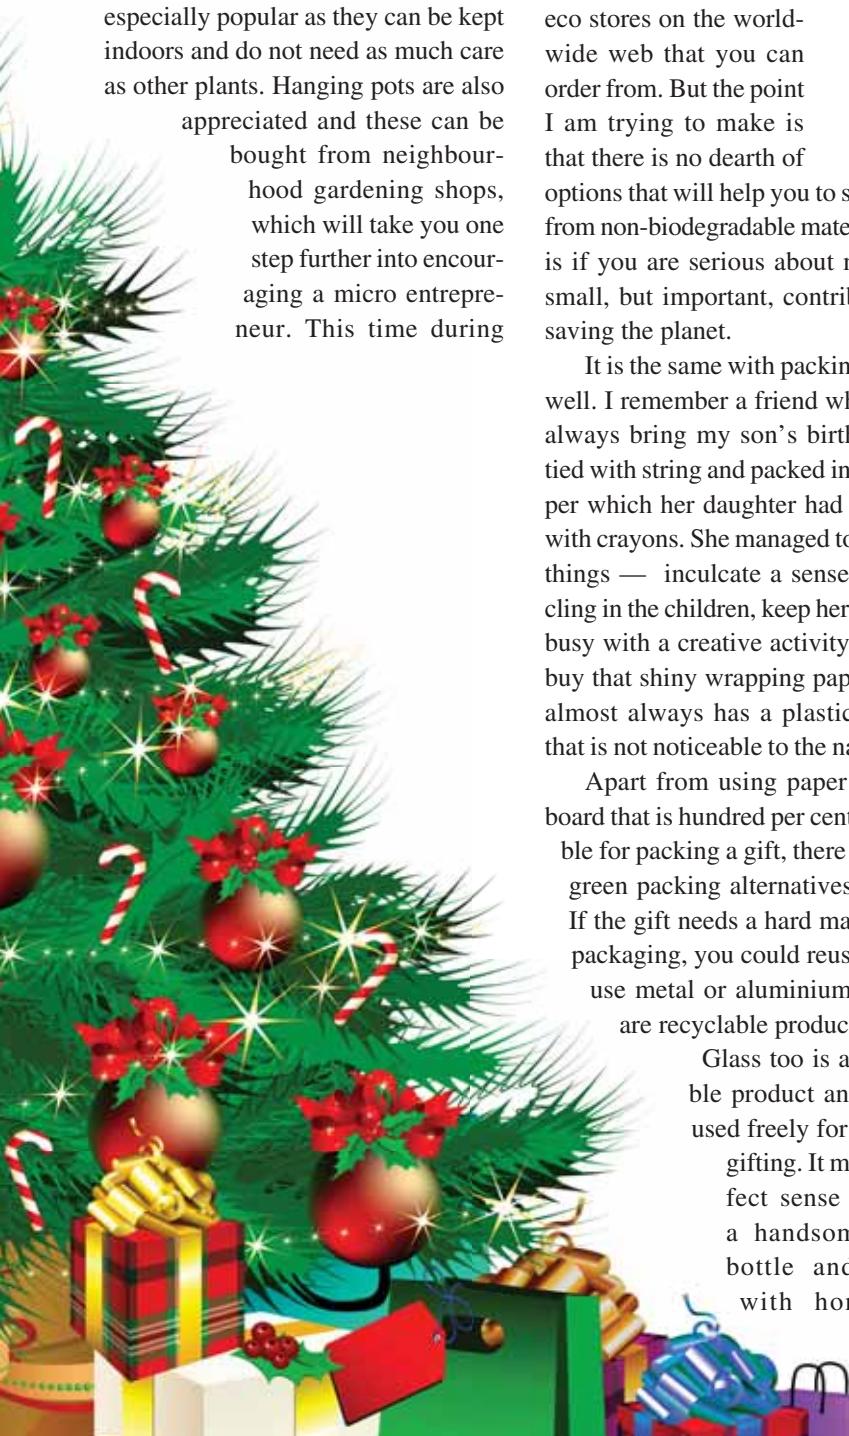 especially popular as they can be kept
indoors and do not need as much care
as other plants. Hanging pots are also
appreciated and these can be
bought from neighbour-
hood gardening shops,
which will take you one
step further into encour-
aging a micro entrepre-
neur. This time during
eco stores on the world-
wide web that you can
order from. But the point
I am trying to make is
that there is no dearth of
options that will help you to s
from non-biodegradable mate
is if you are serious about
small, but important, contrib
saving the planet.
It is the same with packin
well. I remember a friend wh
always bring my son's birth
tied with string and packed in
per which her daughter had
with crayons. She managed to
things — inculcate a sense
cling in the children, keep her
busy with a creative activity
buy that shiny wrapping pap
almost always has a plastic
that is not noticeable to the na
Apart from using paper
board that is hundred per cent
ble for packing a gift, there
green packing alternatives
If the gift needs a hard ma
packaging, you could reus
use metal or aluminium
are recyclable produc
Glass too is a
ble product an
used freely for
gifting. It m
fect sense
a handsom
bottle and
with hor